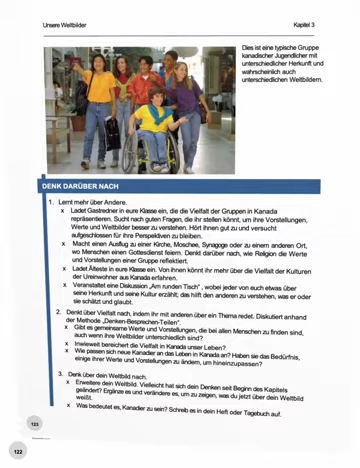 Unsere Weltbilder
Kapitel 3
Dies ist eine typische Gruppe
kanadischer Jugendlicher mit
unterschiedlicher Herkunft und
wahrscheinlich auch
unterschiedlichen Weltbildern.
DENK DARÜBER NACH
1. Lernt mehr über Andere.
x Ladet Gastredner in eure Klasse ein, die die Vielfalt der Gruppen in Kanada
repräsentieren. Sucht nach guten Fragen, die ihr stellen könnt, um ihre Vorstellungen,
Werte und Weltbilder besser zu verstehen. Hört ihnen gut zu und versucht
aufgeschlossen für ihre Perspektiven zu bleiben.
x Macht einen Ausflug zu einer Kirche, Moschee, Synagoge oder zu einem anderen Ort,
wo Menschen einen Gottesdienst feiern. Denkt darüber nach, wie Religion die Werte
und Vorstellungen einer Gruppe reflektiert.
x Ladet Älteste in eure Klasse ein. Von ihnen könnt ihr mehr über die Vielfalt der Kulturen
der Ureinwohner aus Kanada erfahren.
x Veranstaltet eine Diskussion „Am runden Tisch“, wobei jeder von euch etwas über
seine Herkunft und seine Kultur erzählt; das hilft den anderen zu verstehen, was er oder
sie schätzt und glaubt.
2. Denkt über Vielfalt nach, indem ihr mit anderen über ein Thema redet. Diskutiert anhand
der Methode „Denken-Besprechen-Teilen“.
x Gibt es gemeinsame Werte und Vorstellungen, die bei allen Menschen zu finden sind,
auch wenn ihre Weltbilder unterschiedlich sind?
x Inwieweit bereichert die Vielfalt in Kanada unser Leben?
x Wie passen sich neue Kanadier an das Leben in Kanada an? Haben sie das Bedürfnis,
einige ihrer Werte und Vorstellungen zu ändern, um hineinzupassen?
3. Denk über dein Weltbild nach.
x Erweitere dein Weltbild. Vielleicht hat sich dein Denken seit Beginn des Kapitels
geändert? Ergänze es und verändere es, um zu zeigen, was du jetzt über dein Weltbild
weißt.
x Was bedeutet es, Kanadier zu sein? Schreib es in dein Heft oder Tagebuch auf.
122